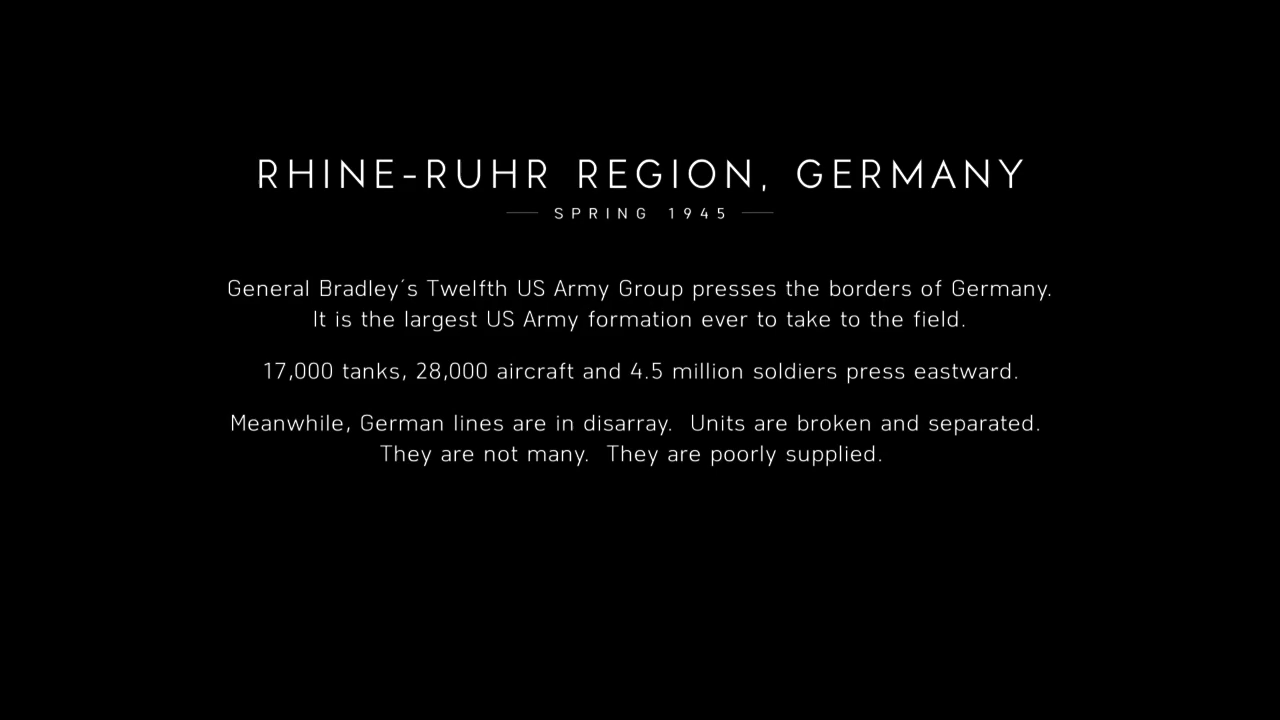 RHINE-RUHR REGION, GERMANY
SPRING 1945
General Bradley´s Twelfth US Army Group presses the borders of Germany.
It is the largest US Army formation ever to take to the field.
17,000 tanks, 28,000 aircraft and 4.5 million soldiers press eastward.
Meanwhile, German lines are in disarray.  Units are broken and separated.
They are not many.  They are poorly supplied.